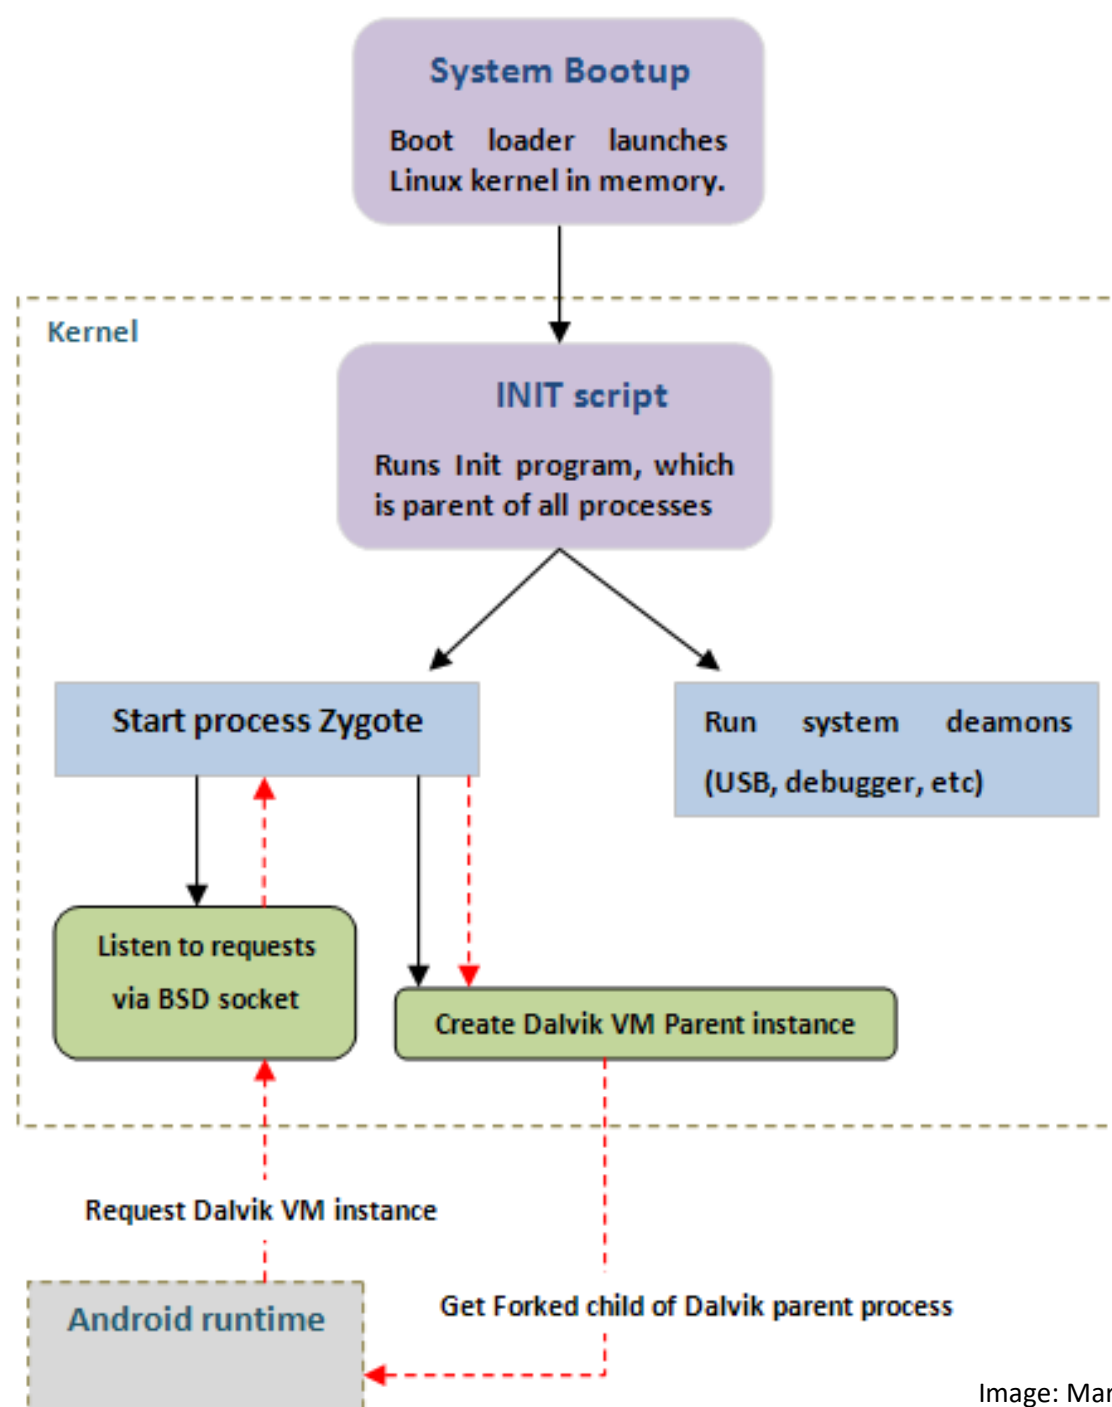 System Bootup
Boot loader launches
Linux kernel in memory.
Kernel
INIT script
Runs Init program, which
is parent of all processes
Start process Zygote
Run system deamons
(USB, debugger, etc)
Listen to requests
via BSD socket
Create Dalvik VM Parent instance
Request Dalvik VM instance
Get Forked child of Dalvik parent process
Android runtime
Image: Mar